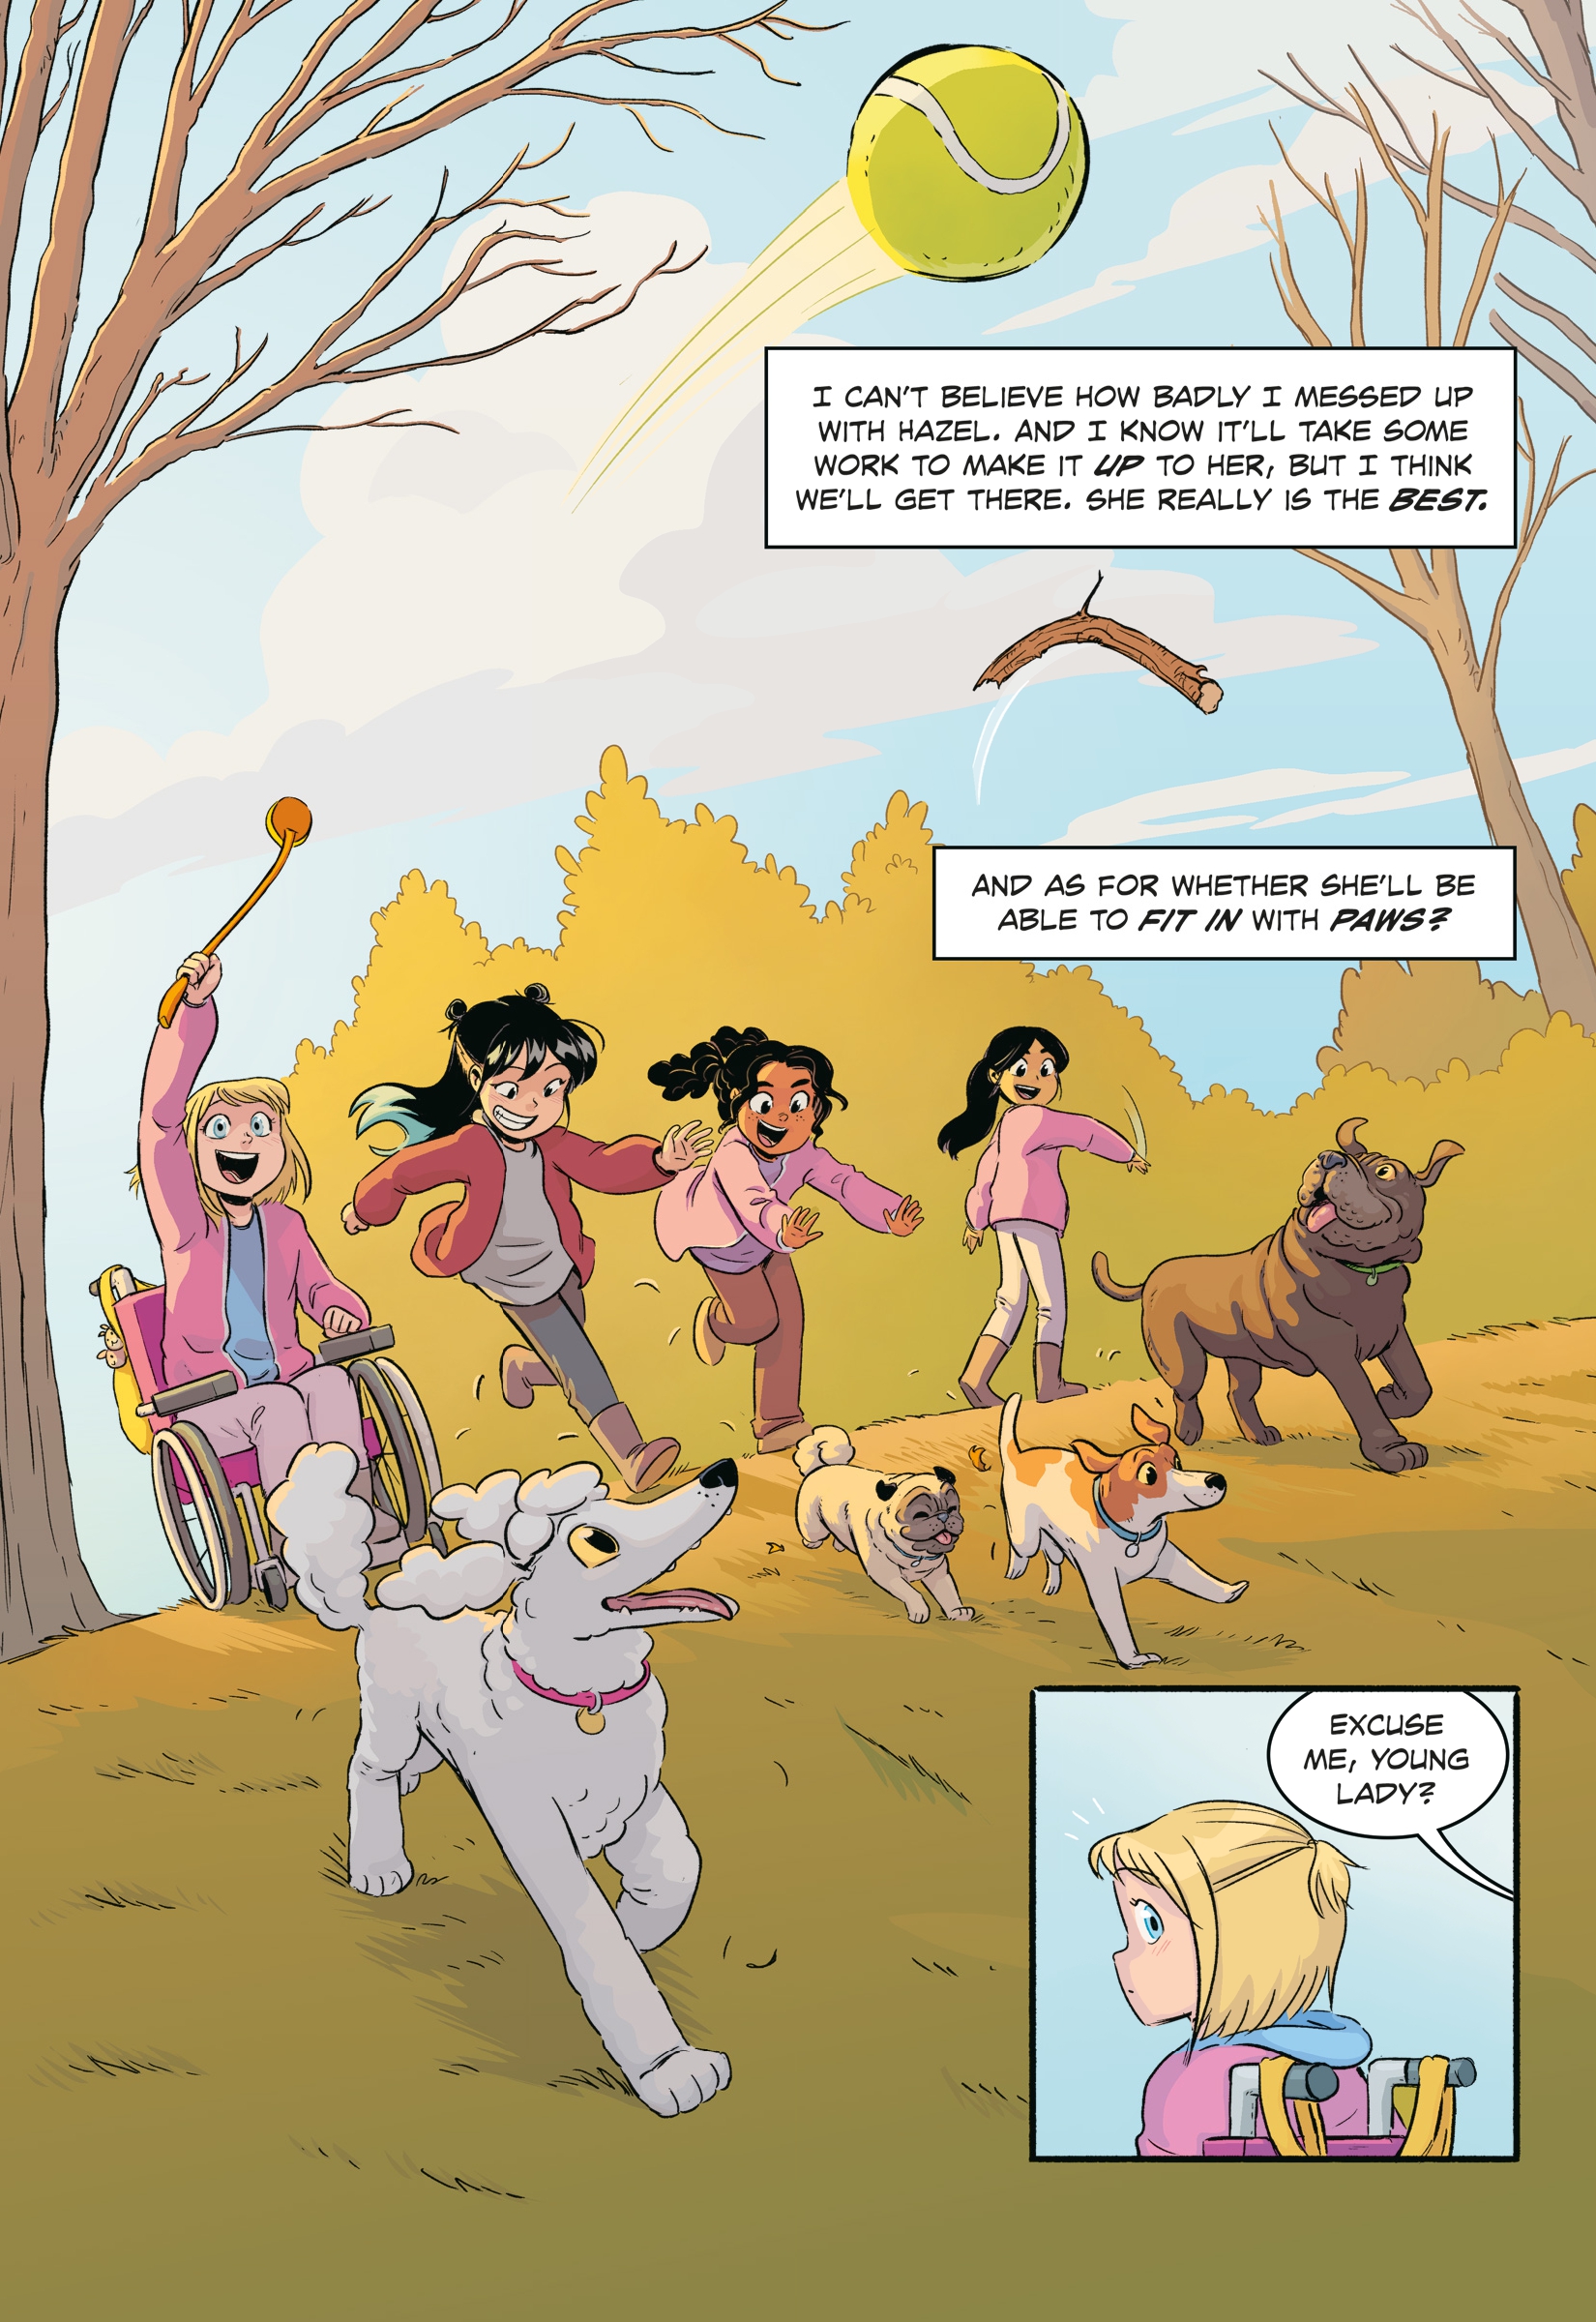 I CAN'T BELIEVE HOW BADLY I MESSED UP
WITH HAZEL. AND I KNOW IT'LL TAKE SOME
WORK TO MAKE IT UP TO HER, BUT I THINK
WE'LL GET THERE. SHE REALLY IS THE BEST.
AND AS FOR WHETHER SHE'LL BE
ABLE TO FIT IN WITH PAWS?
EXCUSE
ME, YOUNG
LADY?